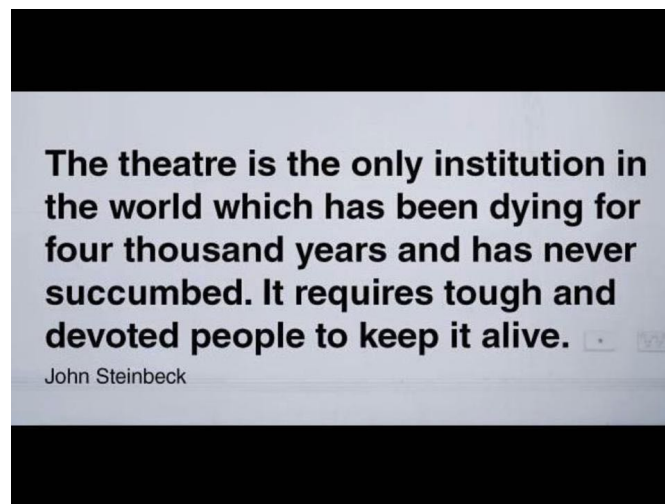 The theatre is the only institution in
the world which has been dying for
four thousand years and has never
succumbed. It requires tough and
devoted people to keep it alive.
John Steinbeck